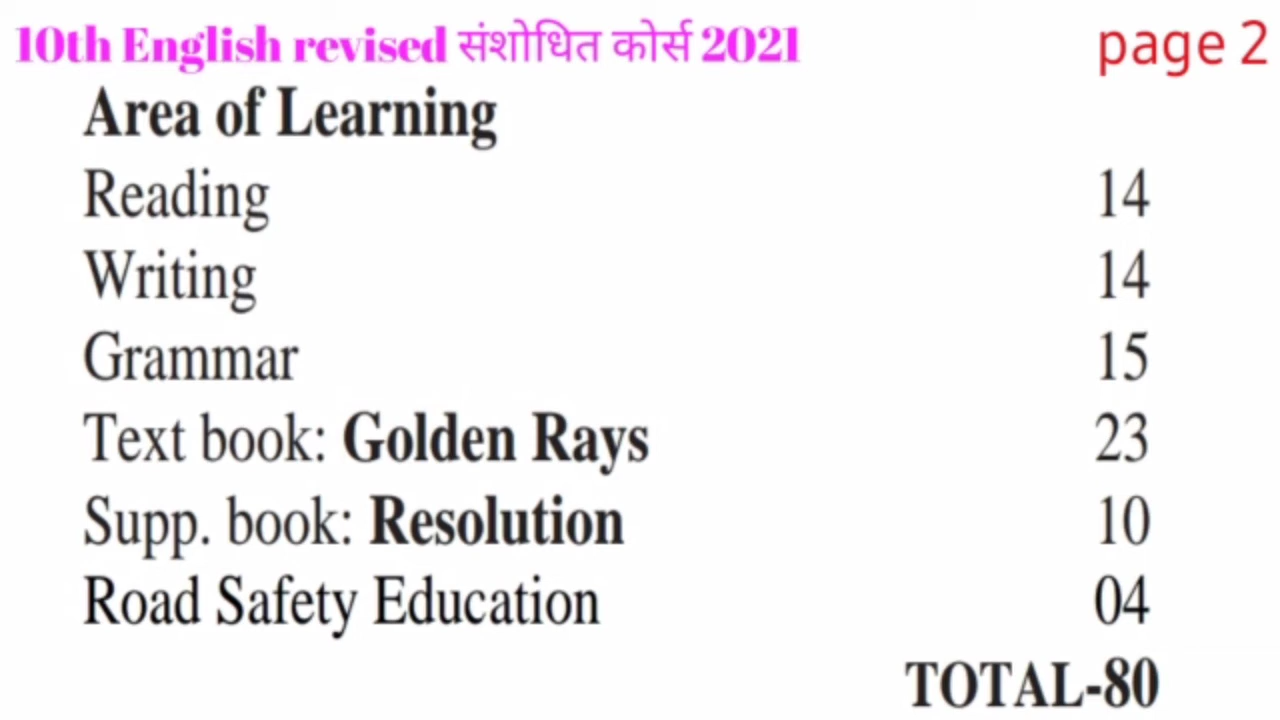 10th English revised संशोधित कोर्स 2021 page 2
Area of Learning
Reading 14
Writing 14
Grammar 15
Text book: Golden Rays 23
Supp. book: Resolution 10
Road Safety Education 04
TOTAL-80